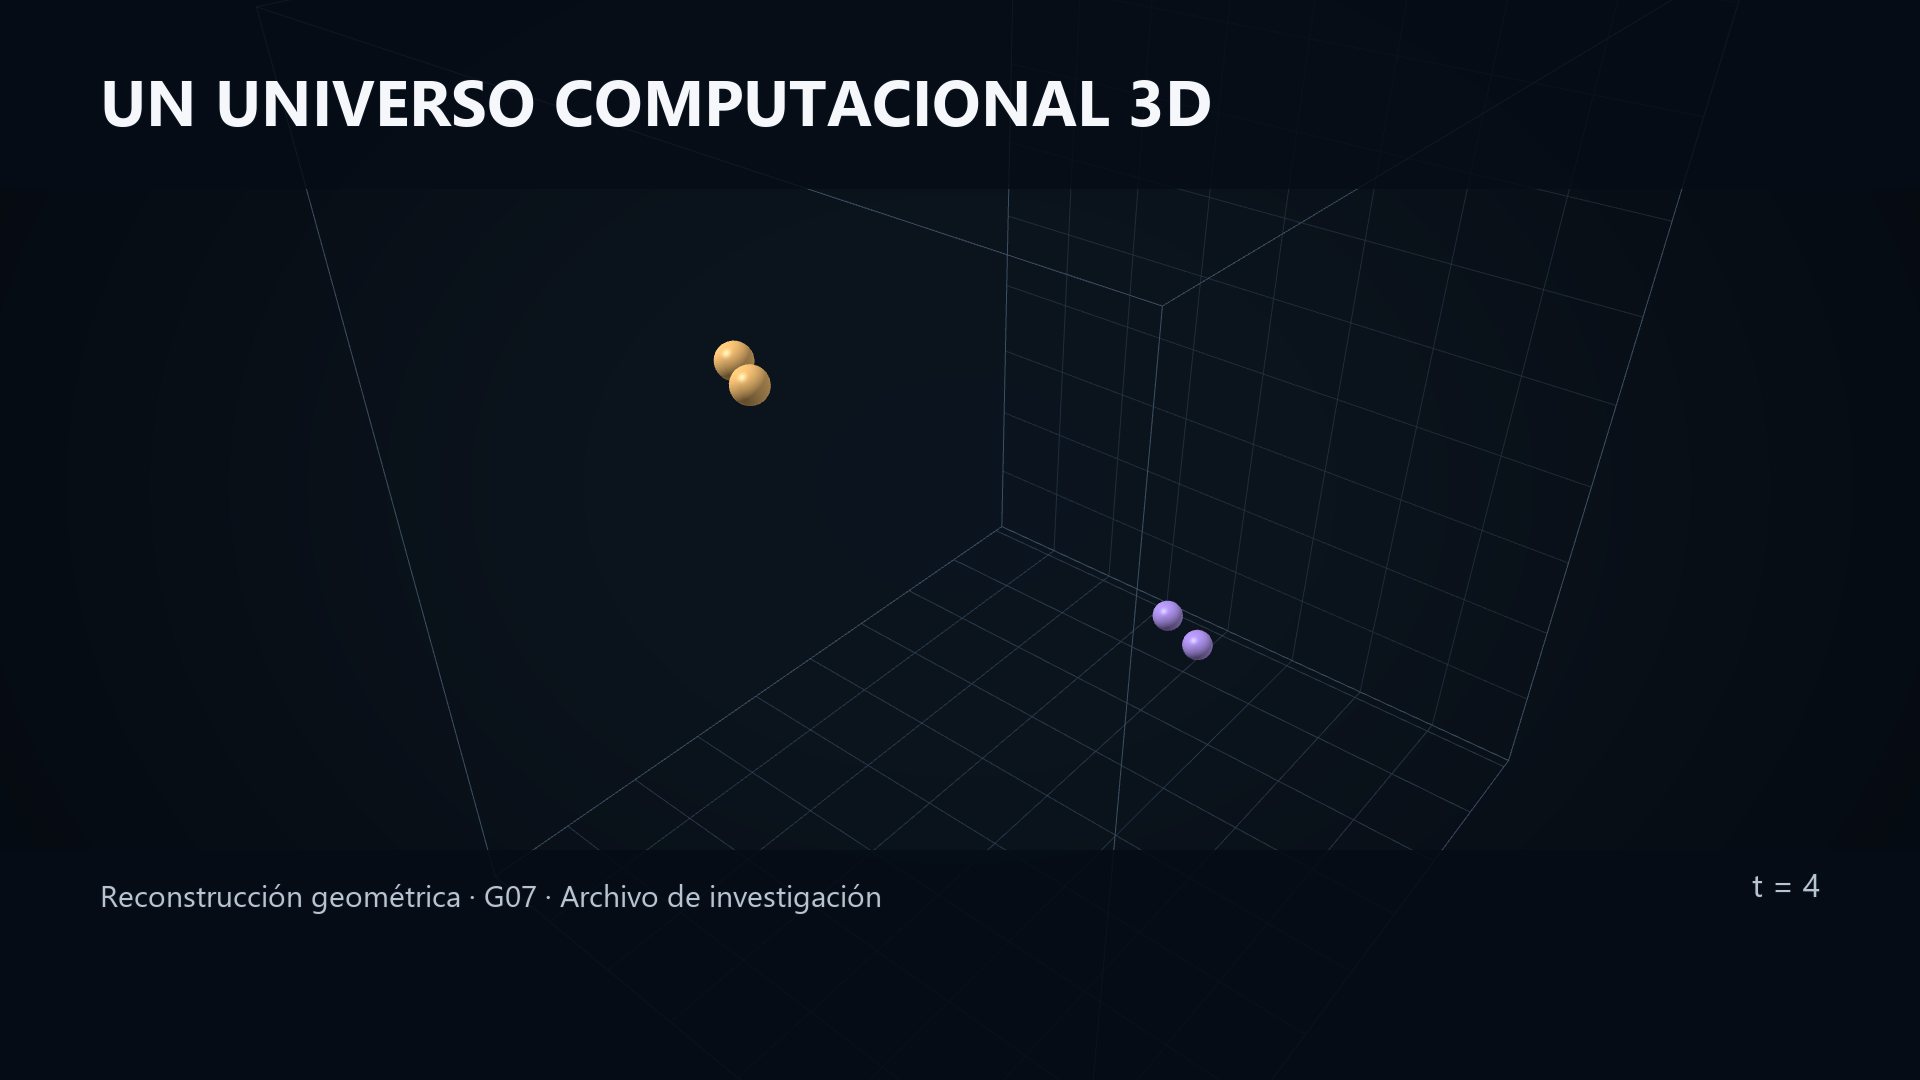 UN UNIVERSO COMPUTACIONAL 3D
Reconstrucción geométrica · G07 · Archivo de investigación
t = 4